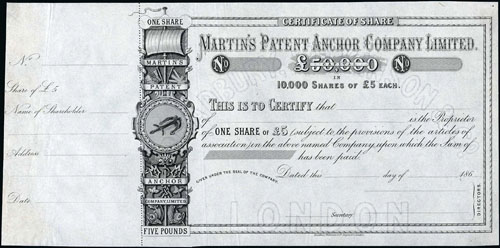 No
Share of £5
Name of Shareholder
Address
Date
ONE SHARE
MARTIN'S
PATENT
ANCHOR
COMPANY LIMITED.
FIVE POUNDS
CERTIFICATE OF SHARE
MARTIN'S PATENT ANCHOR COMPANY LIMITED.
No £50,000 No
IN
10,000 SHARES OF £5 EACH.
THIS IS TO CERTIFY that
of is the Proprietor
of ONE SHARE OF £5 subject to the provisions of the articles of
association, in the above named Company, upon which the Sum of
has been paid.
GIVEN UNDER THE SEAL OF THE COMPANY. Dated this day of 186
DIRECTORS.
Secretary
LONDON